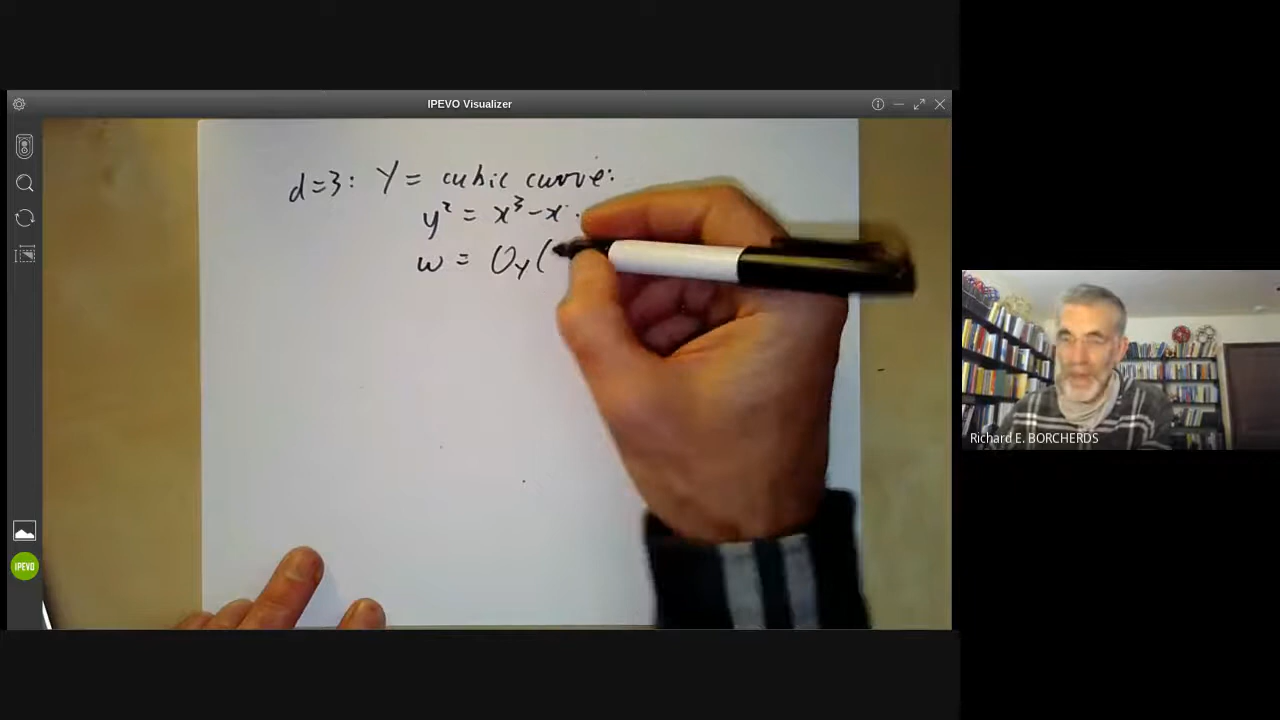 IPEVO Visualizer
d=3: Y = cubic curve:
y² = x³-x
ω = O_Y(
Richard E. BORCHERDS
IPEVO